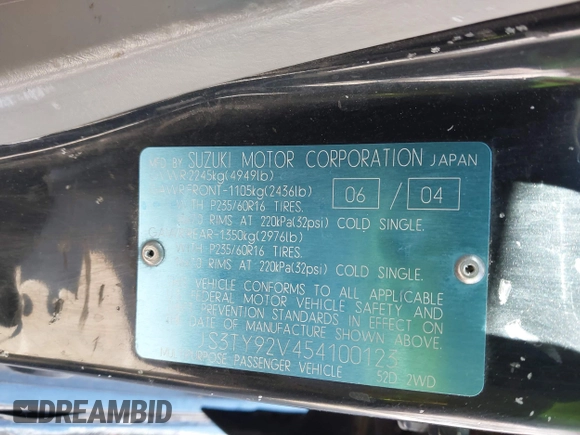 MFD BY SUZUKI MOTOR CORPORATION JAPAN
2245kg(4949lb)
FRONT-1105kg(2436lb) 06 / 04
P235/60R16 TIRES.
RIMS AT 220kPa(32psi) COLD SINGLE.
REAR-1350kg(2976lb)
P235/60R16 TIRES.
RIMS AT 220kPa(32psi) COLD SINGLE.
VEHICLE CONFORMS TO ALL APPLICABLE
FEDERAL MOTOR VEHICLE SAFETY AND
PREVENTION STANDARDS IN EFFECT ON
DATE OF MANUFACTURE SHOWN ABOVE.
JS3TY92V454100123
PURPOSE PASSENGER VEHICLE 52D 2WD
DREAMBID